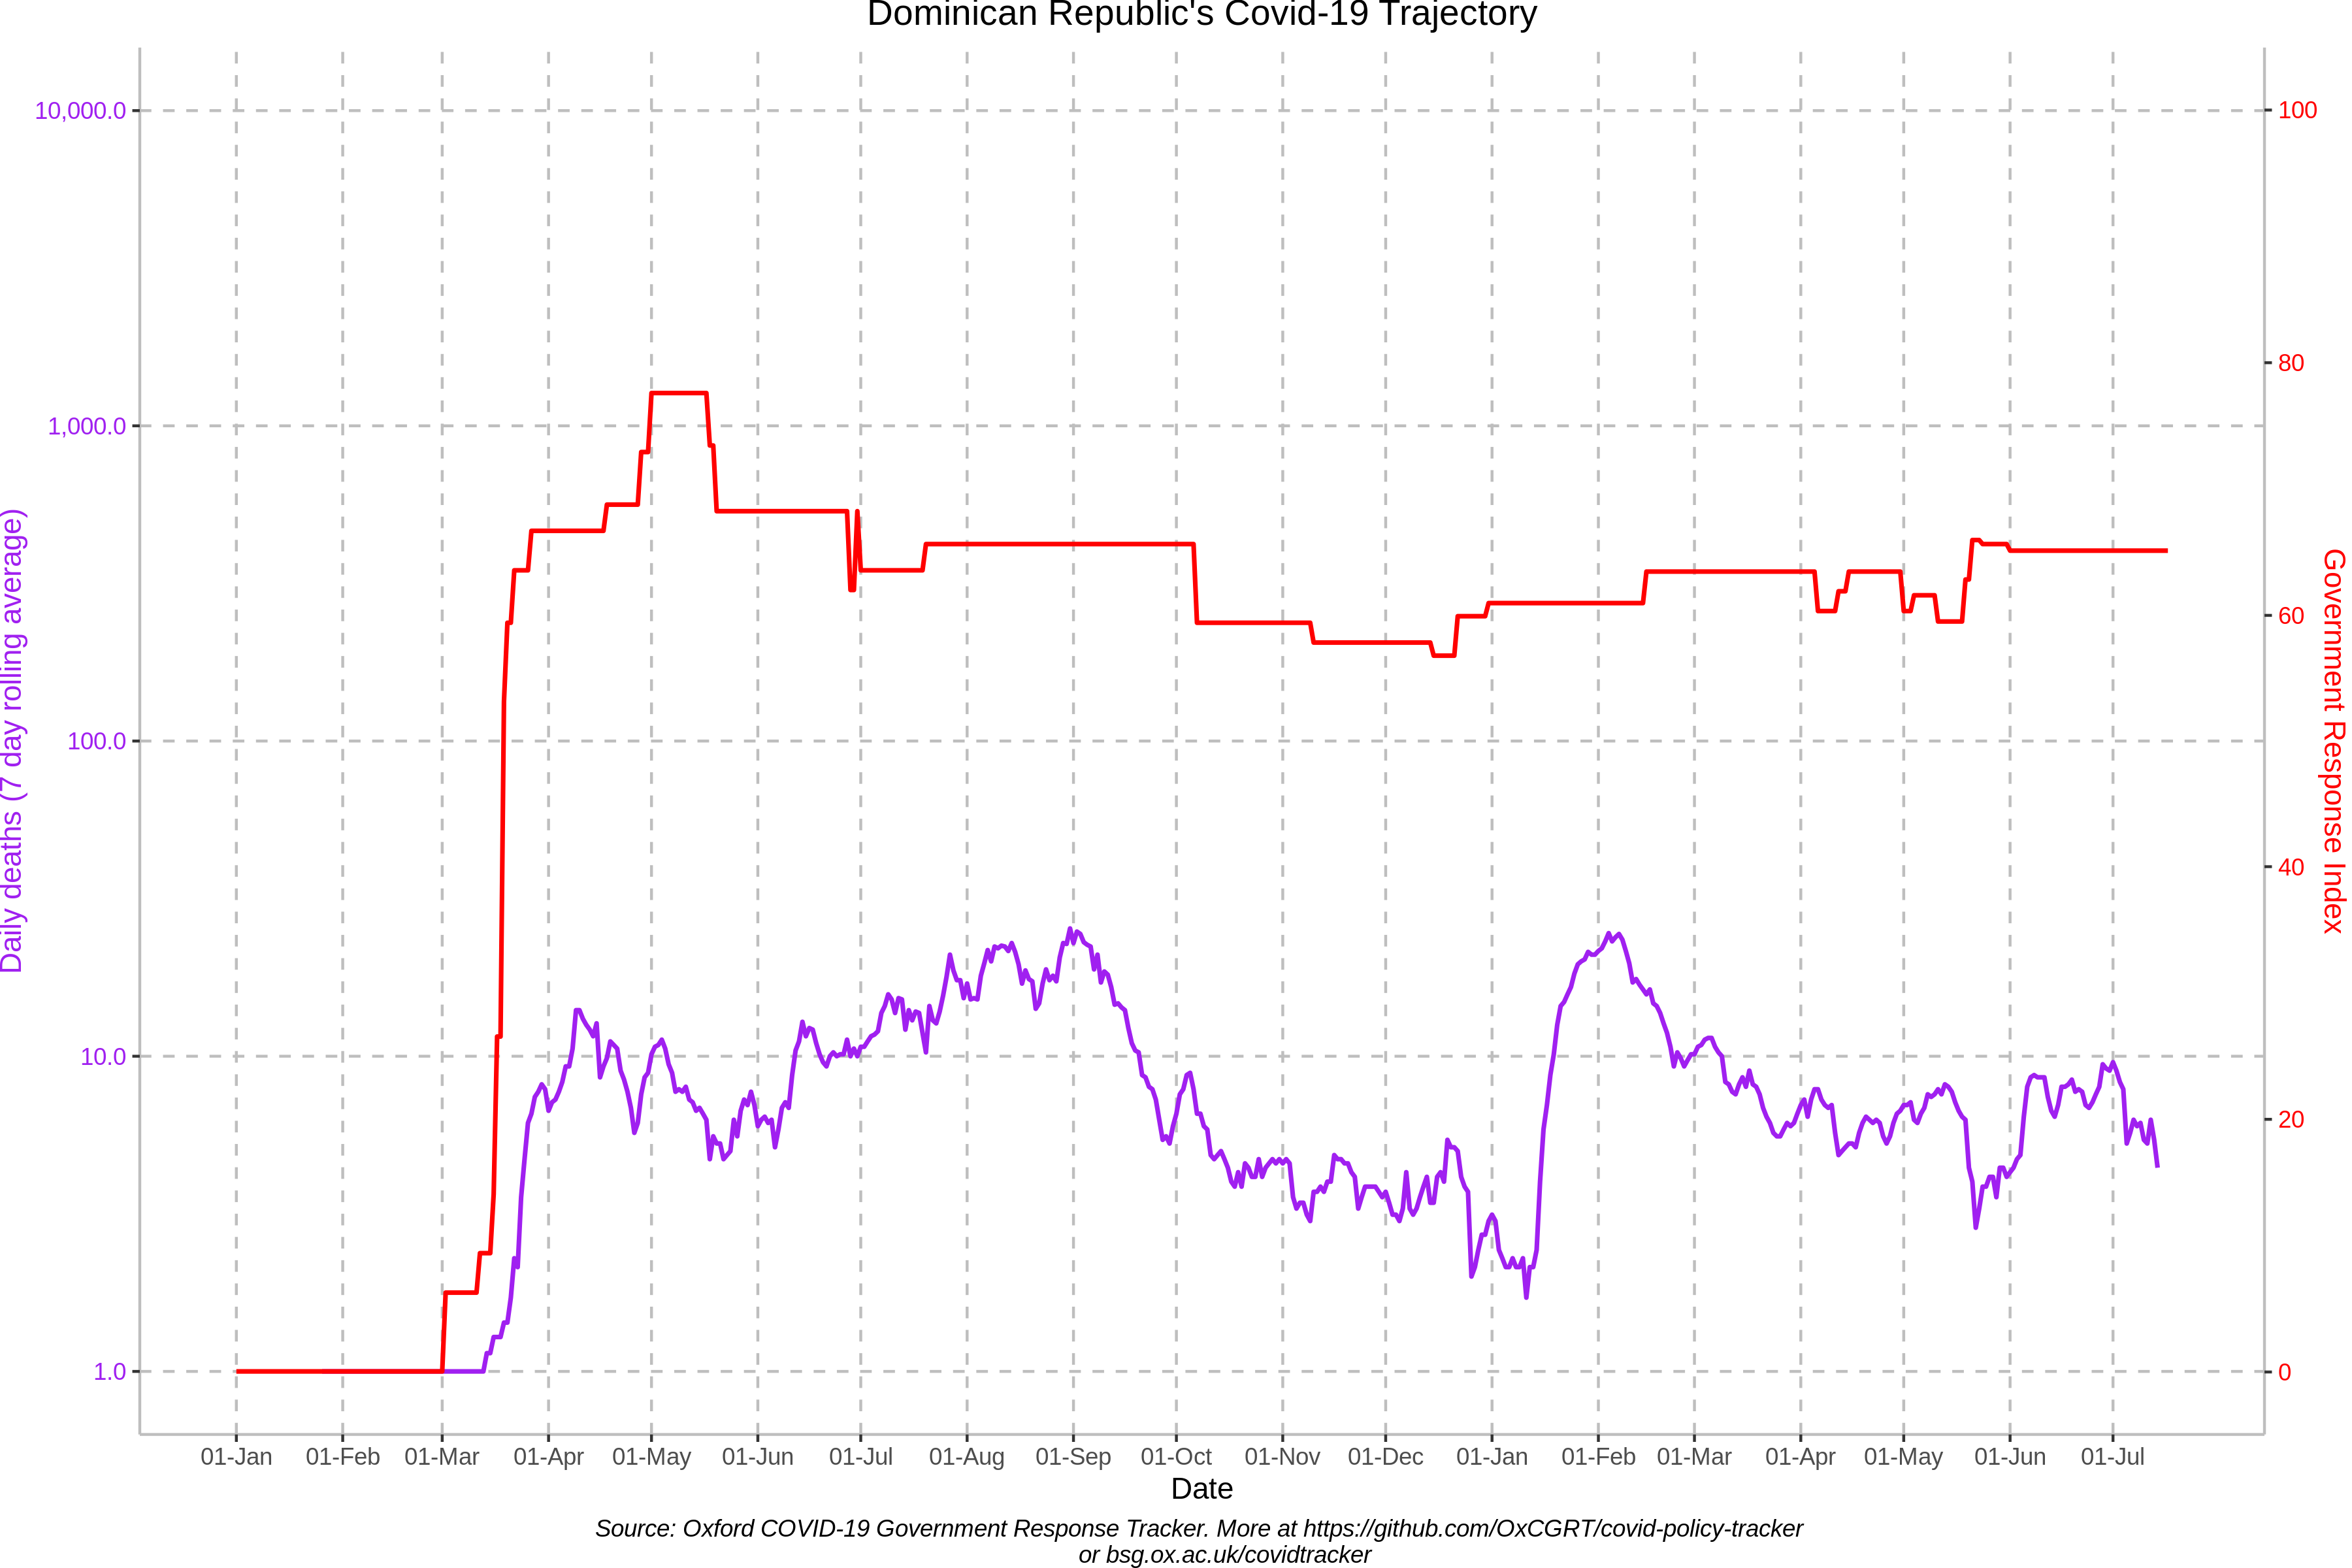 Dominican Republic's Covid-19 Trajectory
10,000.0
1,000.0
100.0
10.0
1.0
Daily deaths (7 day rolling average)
100
80
60
40
20
0
Government Response Index
01-Jan 01-Feb 01-Mar 01-Apr 01-May 01-Jun 01-Jul 01-Aug 01-Sep 01-Oct 01-Nov 01-Dec 01-Jan 01-Feb 01-Mar 01-Apr 01-May 01-Jun 01-Jul
Date
Source: Oxford COVID-19 Government Response Tracker. More at https://github.com/OxCGRT/covid-policy-tracker
or bsg.ox.ac.uk/covidtracker